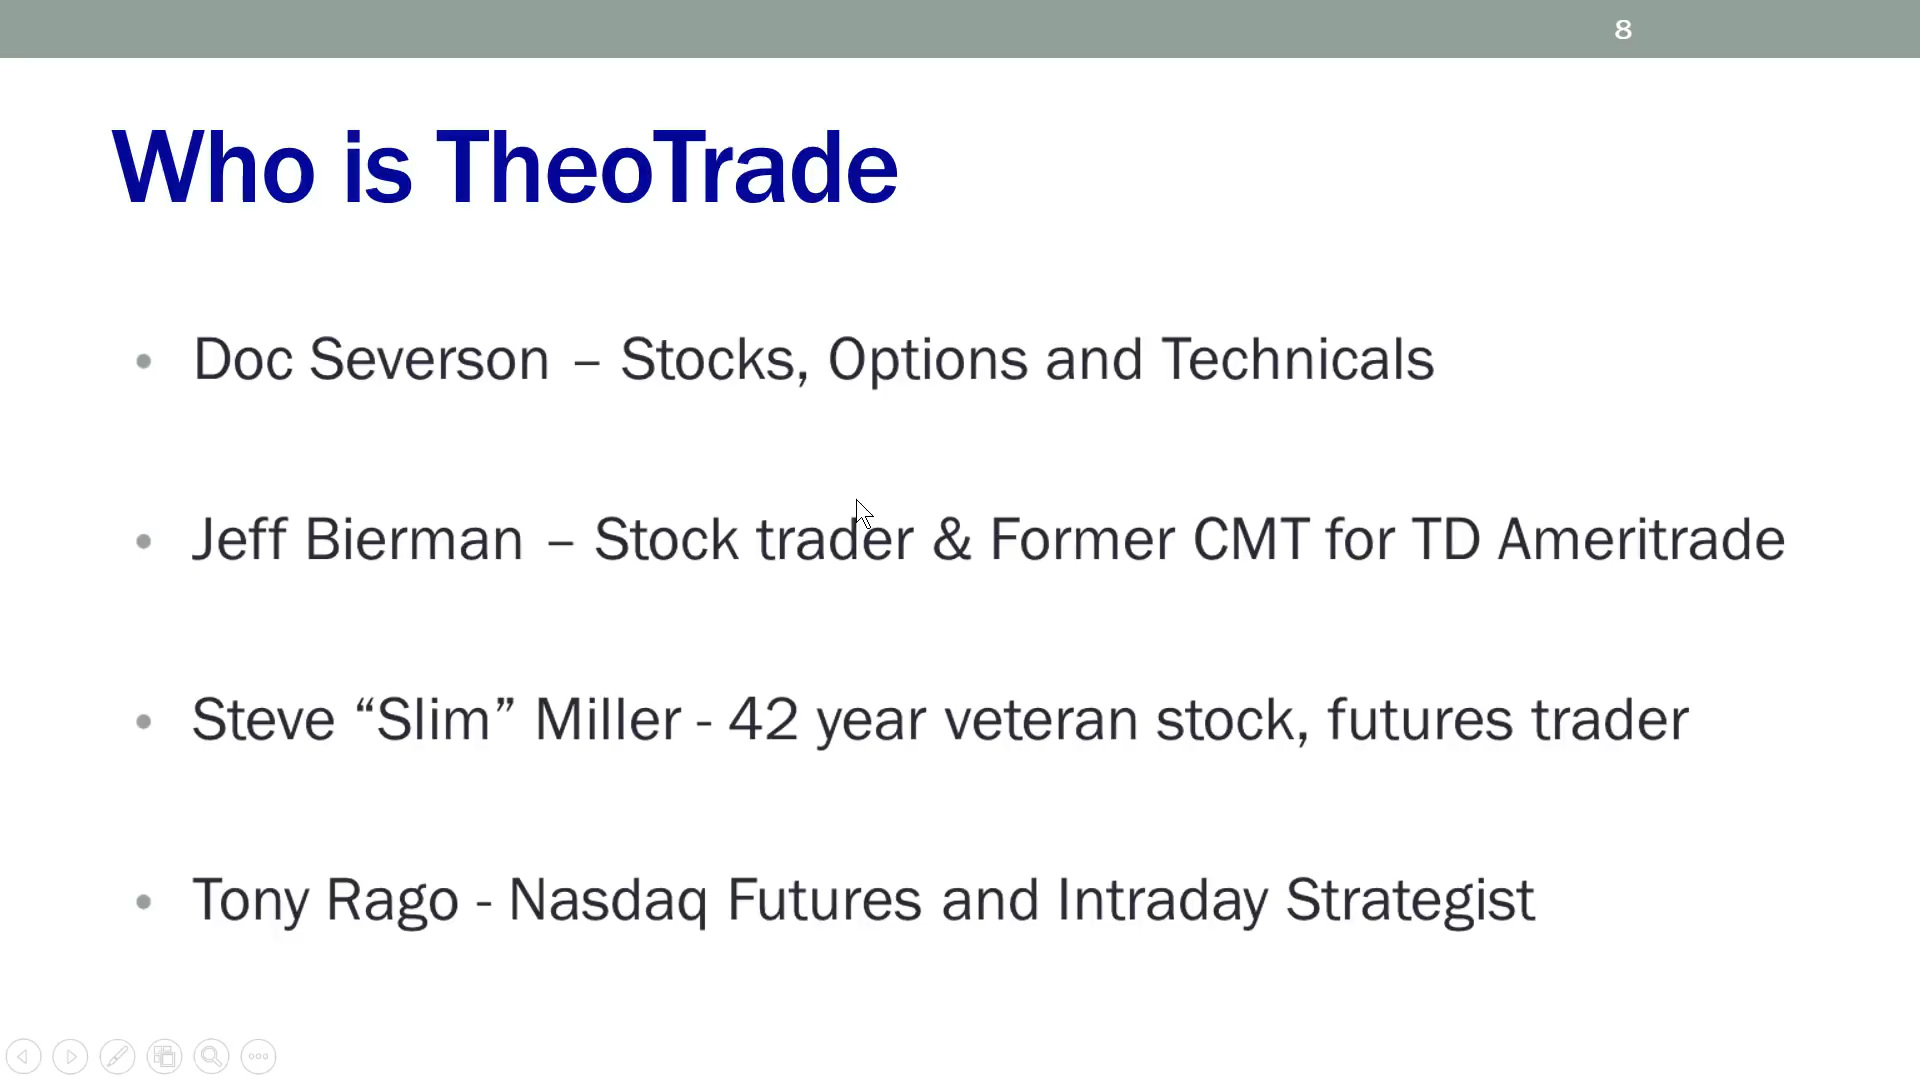 8
Who is TheoTrade
• Doc Severson – Stocks, Options and Technicals
• Jeff Bierman – Stock trader & Former CMT for TD Ameritrade
• Steve “Slim” Miller - 42 year veteran stock, futures trader
• Tony Rago - Nasdaq Futures and Intraday Strategist